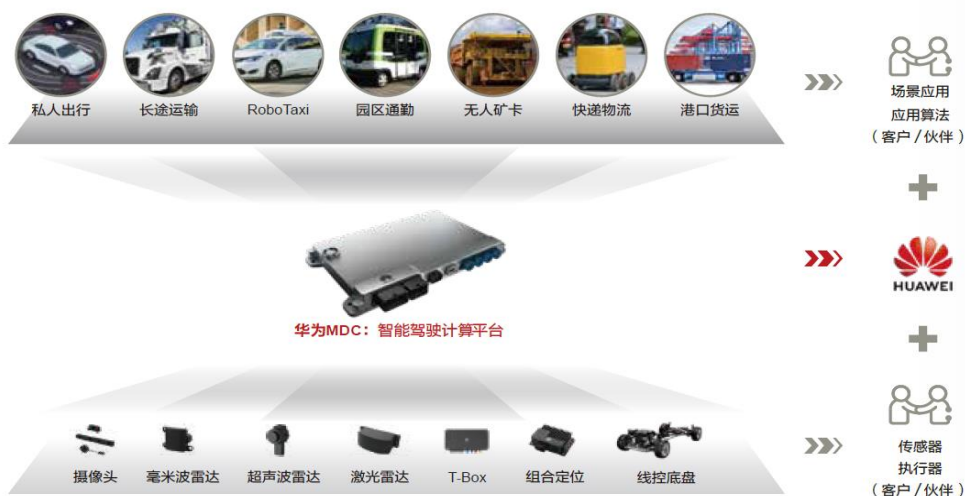 私人出行
长途运输
RoboTaxi
园区通勤
无人矿卡
快递物流
港口货运
场景应用
应用算法
（客户/伙伴）
HUAWEI
华为MDC：智能驾驶计算平台
摄像头
毫米波雷达
超声波雷达
激光雷达
T-Box
组合定位
线控底盘
传感器
执行器
（客户/伙伴）